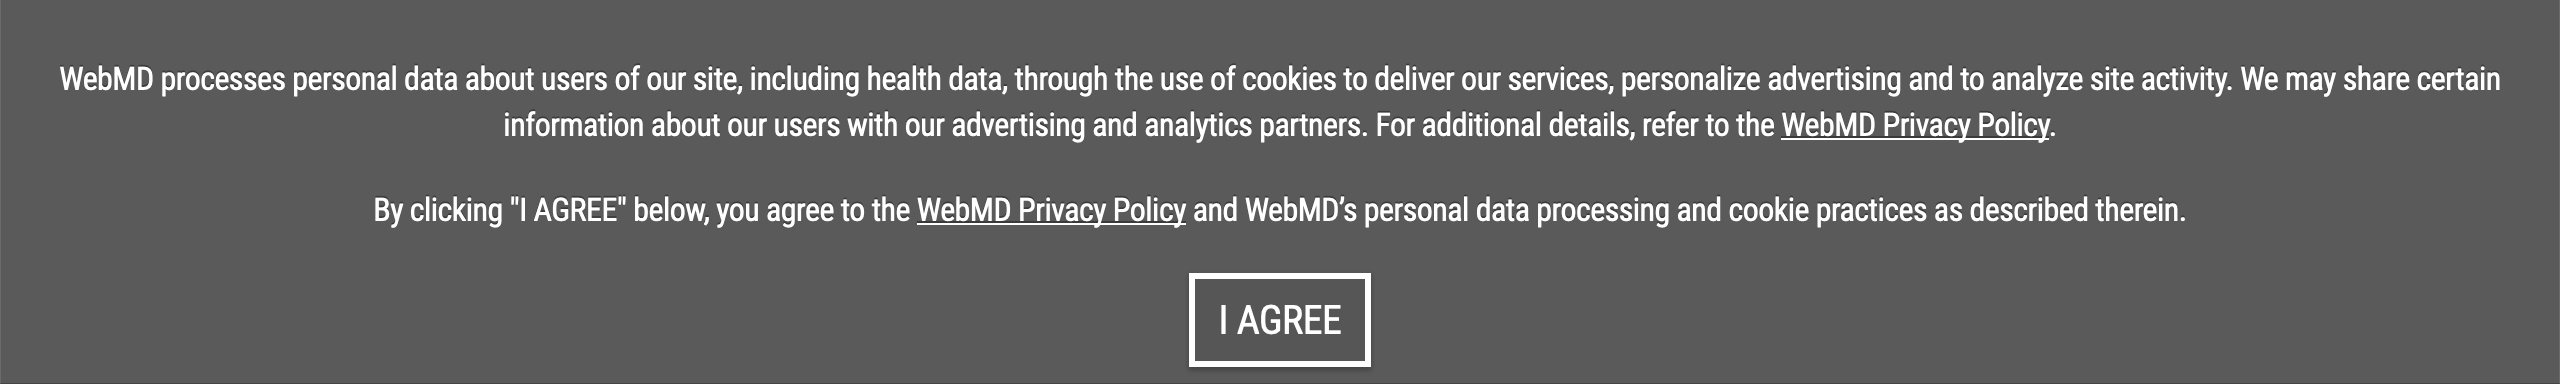 WebMD processes personal data about users of our site, including health data, through the use of cookies to deliver our services, personalize advertising and to analyze site activity. We may share certain
information about our users with our advertising and analytics partners. For additional details, refer to the WebMD Privacy Policy.
By clicking "I AGREE" below, you agree to the WebMD Privacy Policy and WebMD’s personal data processing and cookie practices as described therein.
I AGREE